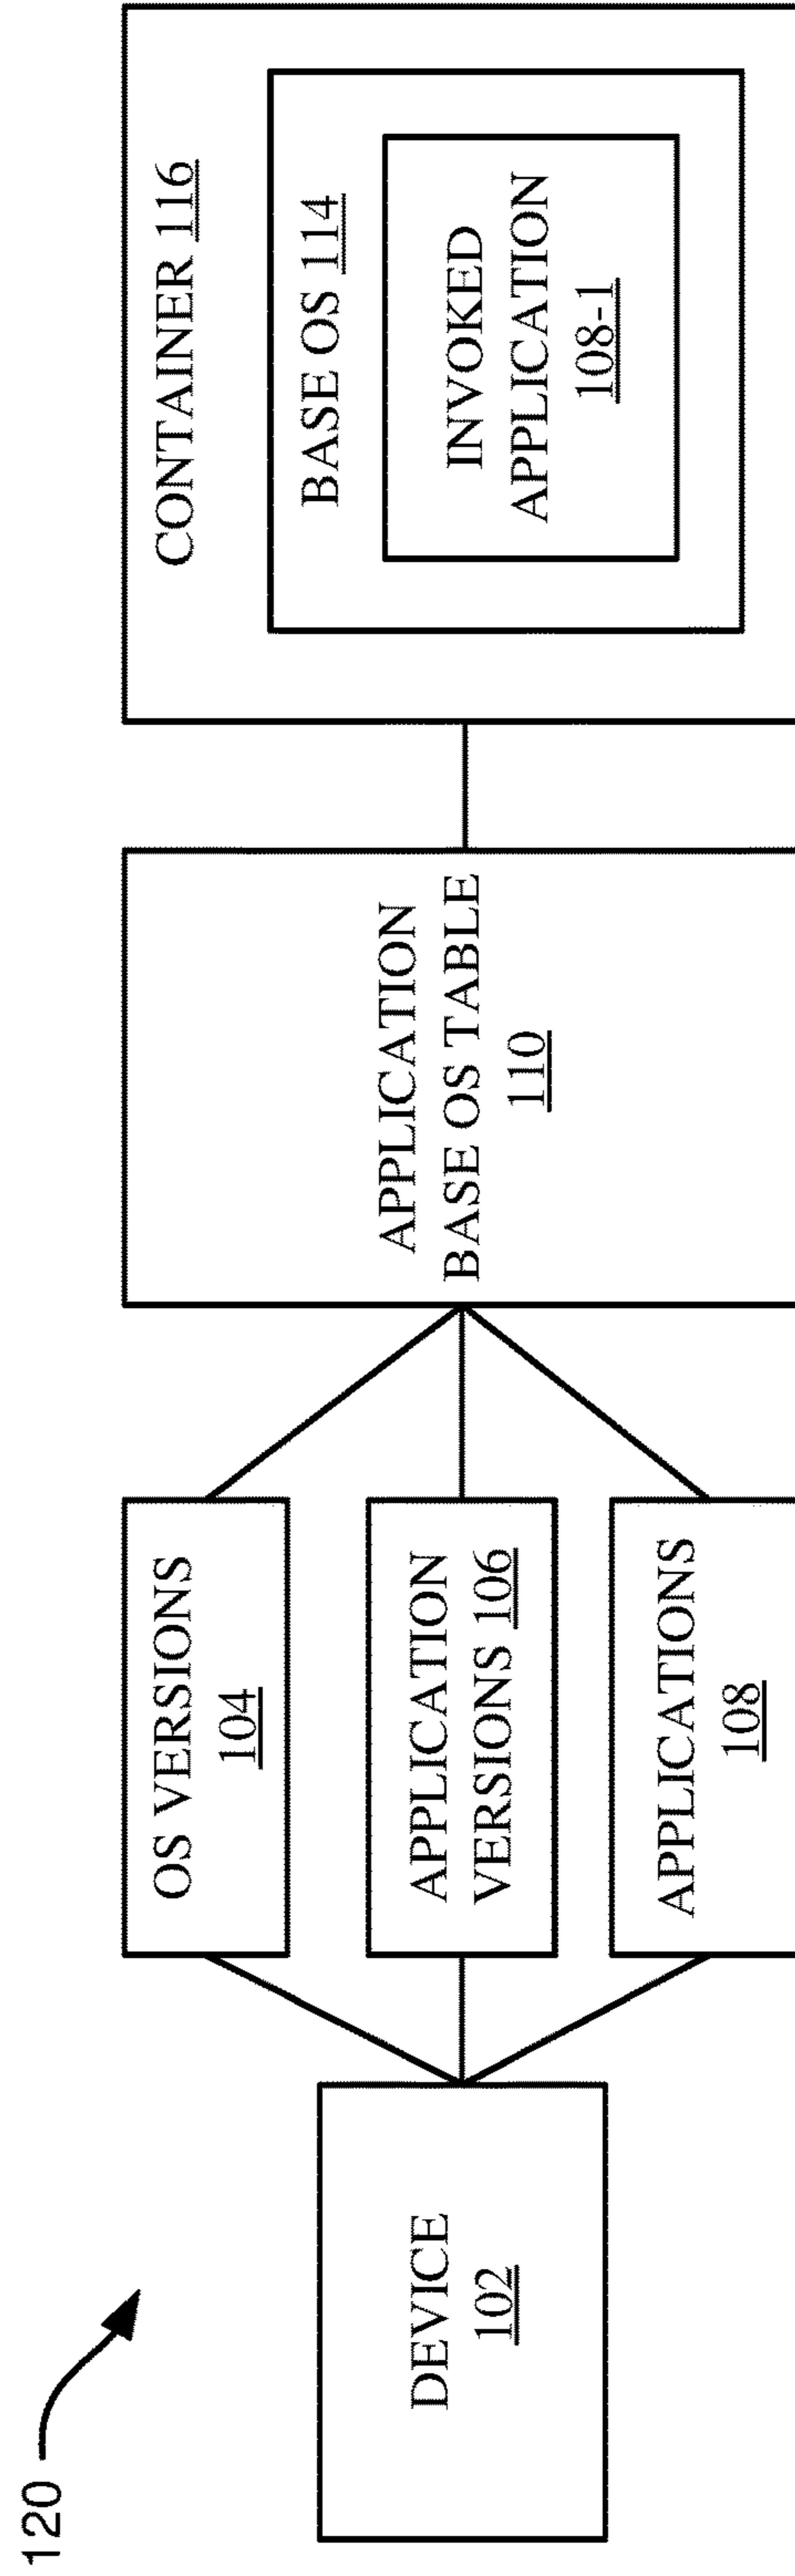 120
DEVICE
102
OS VERSIONS
104
APPLICATION
VERSIONS 106
APPLICATIONS
108
APPLICATION
BASE OS TABLE
110
CONTAINER 116
BASE OS 114
INVOKED
APPLICATION
108-1